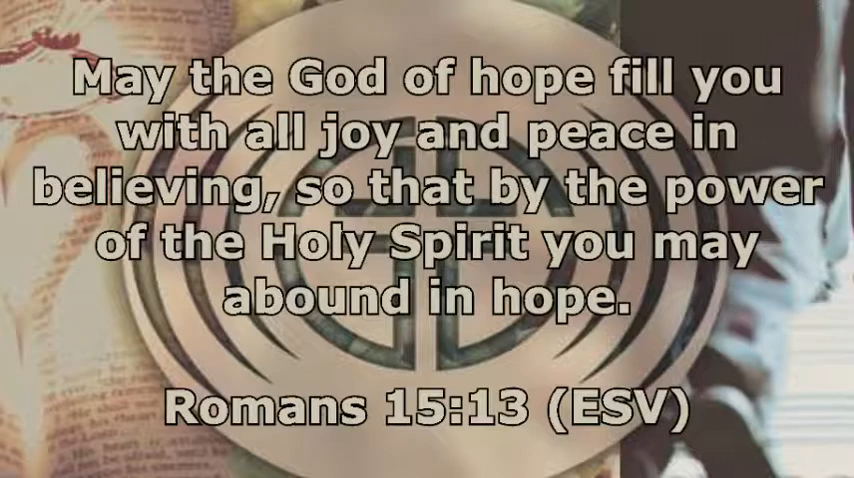 May the God of hope fill you
with all joy and peace in
believing, so that by the power
of the Holy Spirit you may
abound in hope.
Romans 15:13 (ESV)